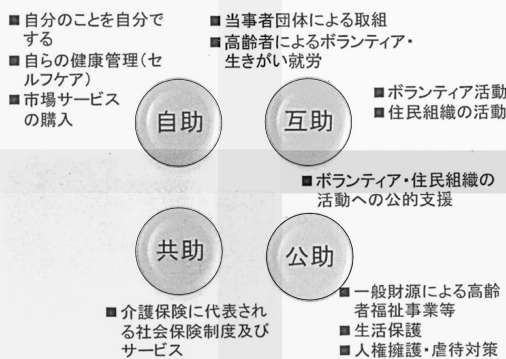 ■自分のことを自分で
する
■自らの健康管理(セ
ルフケア)
■市場サービス
の購入
■当事者団体による取組
■高齢者によるボランティア・
生きがい就労
自助
互助
■ボランティア活動
■住民組織の活動
■ボランティア・住民組織の
活動への公的支援
共助
公助
■介護保険に代表され
る社会保険制度及び
サービス
■一般財源による高齢
者福祉事業等
■生活保護
■人権擁護・虐待対策